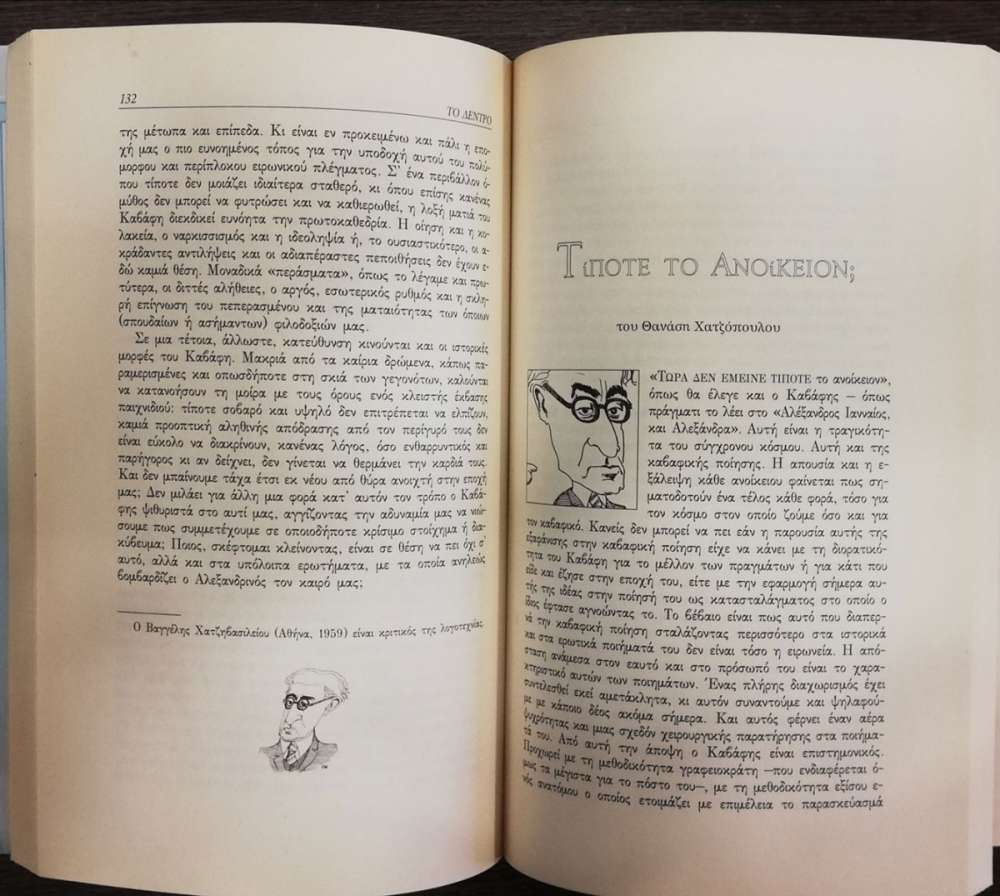 132
ΤΟ ΔΕΝΤΡΟ
της μέτωπα και επίπεδα. Κι είναι εν προκειμένω και πάλι η επο-
χή μας ο πιο ευνοημένος τόπος για την υποδοχή αυτού του πολύ-
μορφου και περίπλοκου ειρωνικού πλέγματος. Σ' ένα περιβάλλον ό-
που τίποτε δεν μοιάζει ιδιαίτερα σταθερό, κι όπου επίσης κανένας
μύθος δεν μπορεί να φυτρώσει και να καθιερωθεί, η λοξή ματιά του
Καβάφη διεκδικεί ευνόητα την πρωτοκαθεδρία. Η οίηση και η κο-
λακεία, ο ναρκισσισμός και η ιδεοληψία ή, το ουσιαστικότερο, οι α-
κράδαντες αντιλήψεις και οι αδιαπέραστες πεποιθήσεις δεν έχουν ε-
δώ καμιά θέση. Μοναδικά «περάσματα», όπως το λέγαμε και πρω-
τύτερα, οι διττές αλήθειες, ο αργός, εσωτερικός ρυθμός και η σκλη-
ρή επίγνωση του πεπερασμένου και της ματαιότητας των όποιων
(σπουδαίων ή ασήμαντων) φιλοδοξιών μας.
Σε μια τέτοια, άλλωστε, κατεύθυνση κινούνται και οι ιστορικές
μορφές του Καβάφη. Μακριά από τα καίρια δρώμενα, κάπως πα-
ραμερισμένες και οπωσδήποτε στη σκιά των γεγονότων, καλούνται
να κατανοήσουν τη μοίρα με τους όρους ενός κλειστής έκβασης
παιχνιδιού: τίποτε σοβαρό και υψηλό δεν επιτρέπεται να ελπίζουν,
καμιά προοπτική αληθινής απόδρασης από τον περίγυρό τους δεν
είναι εύκολο να διακρίνουν, κανένας λόγος, όσο ενθαρρυντικός και
παρήγορος κι αν δείχνει, δεν γίνεται να θερμάνει την καρδιά τους.
Και δεν μπαίνουμε τάχα έτσι εκ νέου από θύρα ανοιχτή στην εποχή
μας; Δεν μιλάει για άλλη μια φορά κατ' αυτόν τον τρόπο ο Καβά-
φης ψιθυριστά στο αυτί μας, αγγίζοντας την αδυναμία μας να νιώ-
σουμε πως συμμετέχουμε σε οποιοδήποτε κρίσιμο στοίχημα ή δια-
κύβευμα; Ποιος, σκέφτομαι κλείνοντας, είναι σε θέση να πει όχι σ'
αυτό, αλλά και στα υπόλοιπα ερωτήματα, με τα οποία ανηλεώς
βομβαρδίζει ο Αλεξανδρινός τον καιρό μας;
Ο Βαγγέλης Χατζηβασιλείου (Αθήνα, 1959) είναι κριτικός της λογοτεχνίας.
ΤίΠΟΤΕ ΤΟ ΑΝΟίΚΕΙΟΝ;
του Θανάση Χατζόπουλου
«ΤΩΡΑ ΔΕΝ ΕΜΕΙΝΕ ΤΙΠΟΤΕ το ανοίκειον»,
όπως θα έλεγε και ο Καβάφης – όπως
πράγματι το λέει στο «Αλέξανδρος Ιανναίος,
και Αλεξάνδρα». Αυτή είναι η τραγικότη-
τα του σύγχρονου κόσμου. Αυτή και της
καβαφικής ποίησης. Η απουσία και η ε-
ξάλειψη κάθε ανοίκειου φαίνεται πως ση-
ματοδοτούν ένα τέλος κάθε φορά, τόσο για
τον κόσμο στον οποίο ζούμε όσο και για
τον καβαφικό. Κανείς δεν μπορεί να πει εάν η παρουσία αυτής της
εξαφάνισης στην καβαφική ποίηση είχε να κάνει με τη διορατικό-
τητα του Καβάφη για το μέλλον των πραγμάτων ή για κάτι που
είδε και έζησε στην εποχή του, είτε με την εφαρμογή σήμερα αυ-
τής της ιδέας στην ποίησή του ως κατασταλάγματος στο οποίο ο
ίδιος έφτασε αγνοώντας το. Το βέβαιο είναι πως αυτό που διαπερ-
νά την καβαφική ποίηση σταλάζοντας περισσότερο στα ιστορικά
και στα ερωτικά ποιήματά του δεν είναι τόσο η ειρωνεία. Η από-
σταση ανάμεσα στον εαυτό και στο πρόσωπό του είναι το χαρα-
κτηριστικό αυτών των ποιημάτων. Ένας πλήρης διαχωρισμός έχει
συντελεσθεί εκεί αμετάκλητα, κι αυτόν συναντούμε και ψηλαφού-
με με κάποιο δέος ακόμα σήμερα. Και αυτός φέρνει έναν αέρα
ψυχρότητας και μιας σχεδόν χειρουργικής παρατήρησης στα ποιήμα-
τά του. Από αυτή την άποψη ο Καβάφης είναι επιστημονικός.
Προχωρεί με τη μεθοδικότητα γραφειοκράτη —που ενδιαφέρεται ό-
μως τα μέγιστα για το πόστο του—, με τη μεθοδικότητα εξίσου ε-
νός ανατόμου ο οποίος ετοιμάζει με επιμέλεια το παρασκεύασμά